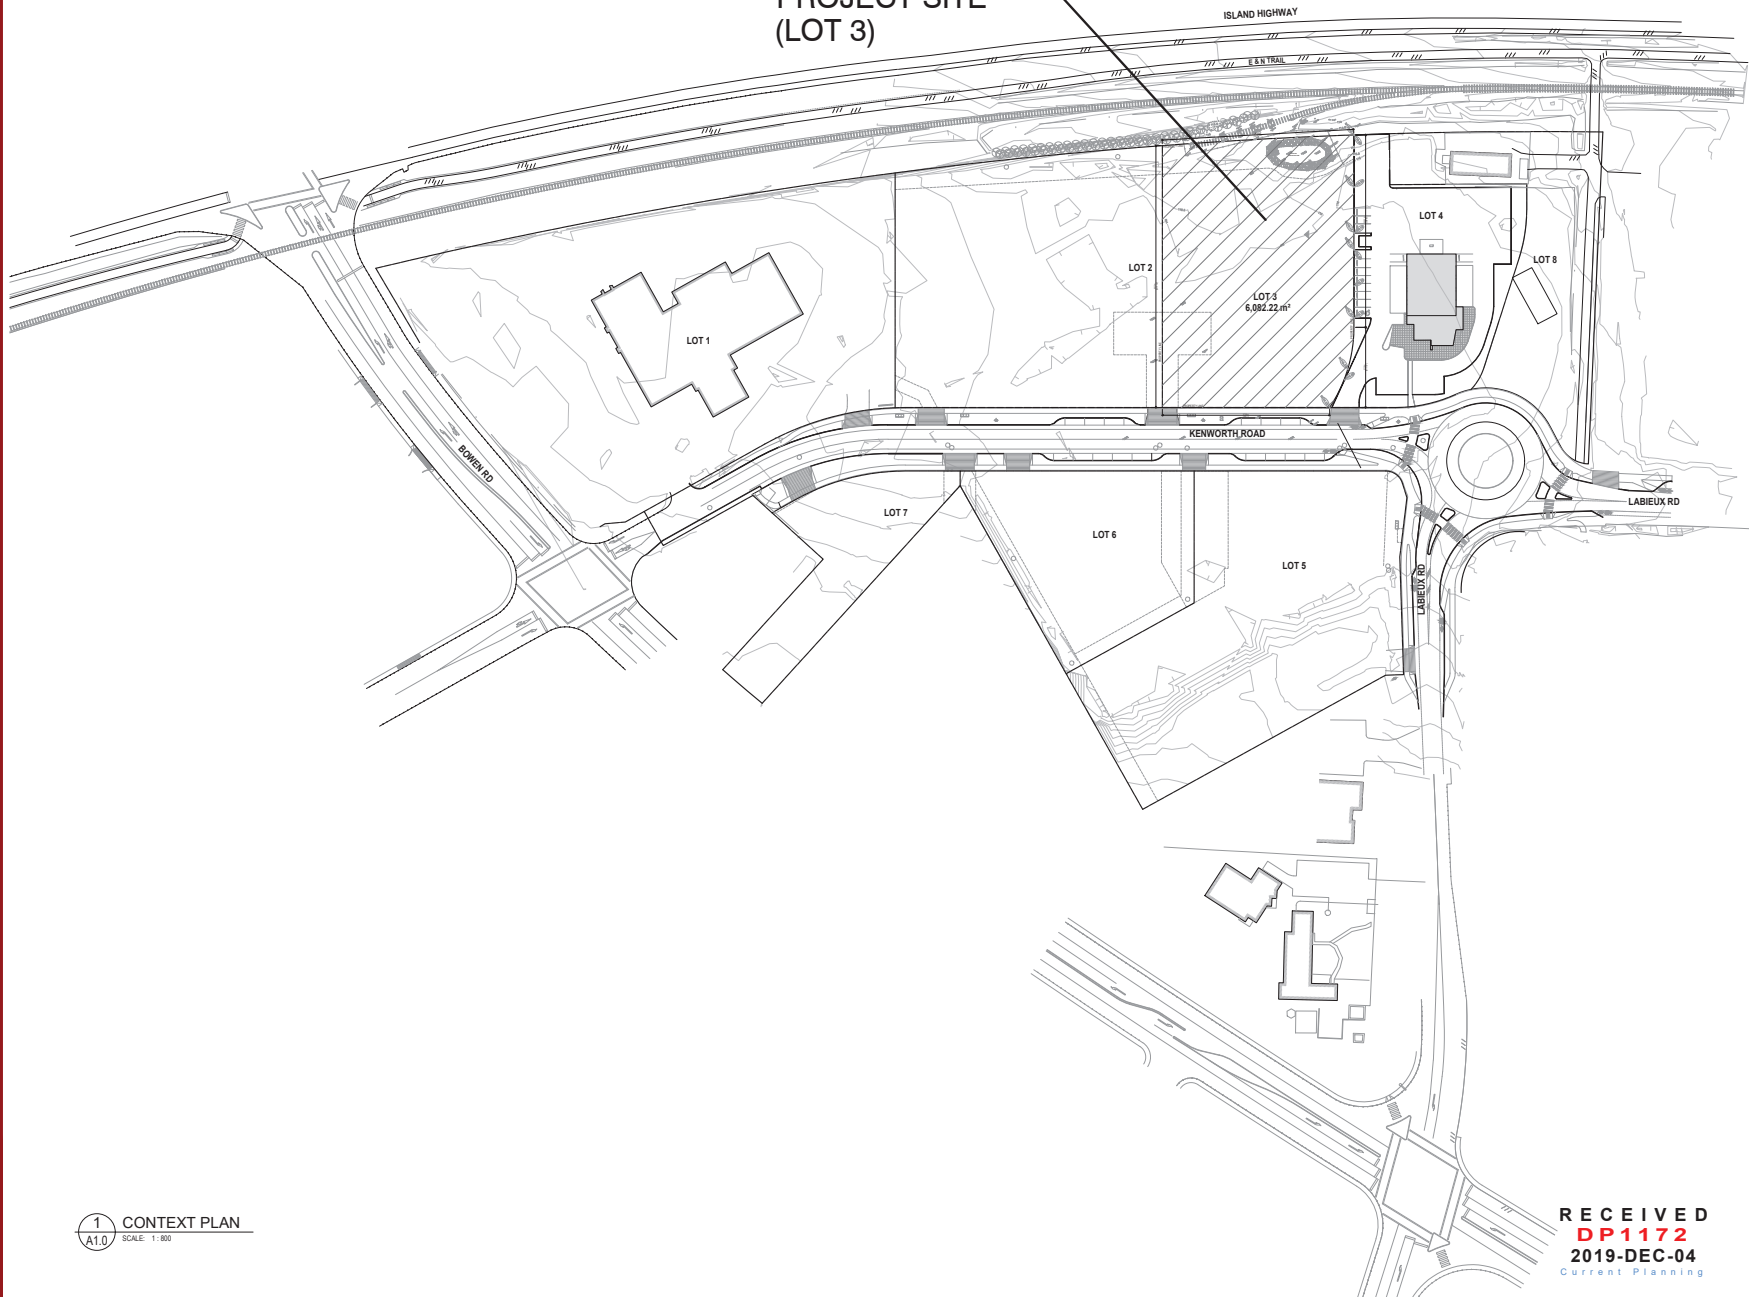 PROJECT SITE
(LOT 3)
ISLAND HIGHWAY
E & N TRAIL
LOT 4
LOT 8
LOT 2
LOT 3
6,082.22 m²
LOT 1
KENWORTH ROAD
BOWEN RD
LABIEUX RD
LOT 7
LOT 6
LOT 5
LABIEUX RD
1
A1.0
CONTEXT PLAN
SCALE: 1 : 800
RECEIVED
DP1172
2019-DEC-04
Current Planning